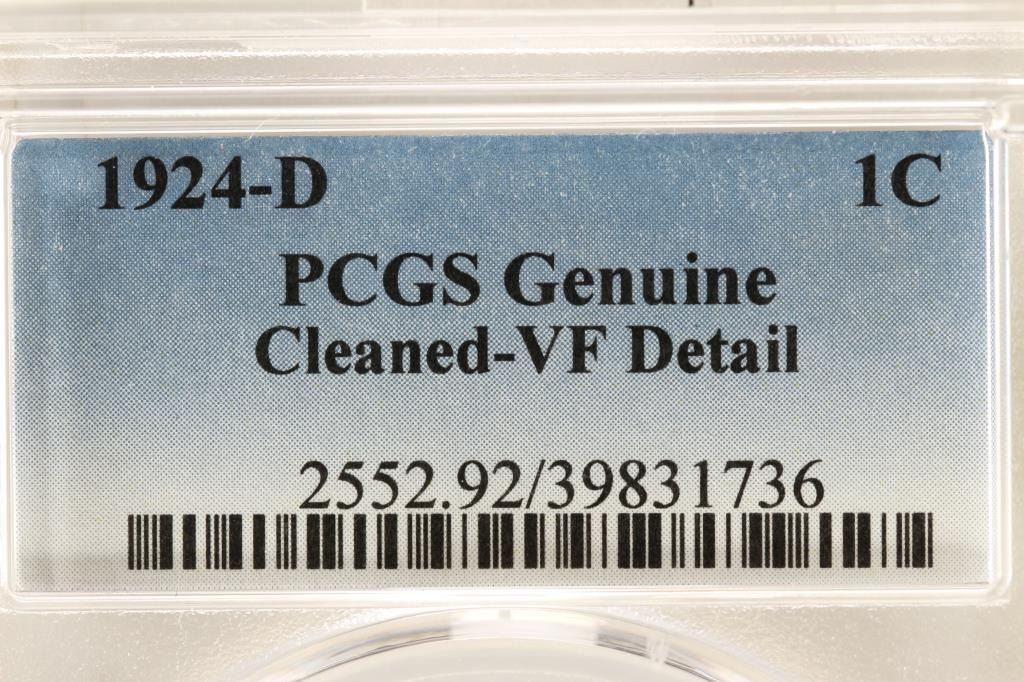 1924-D 1C
PCGS Genuine
Cleaned-VF Detail
2552.92/39831736